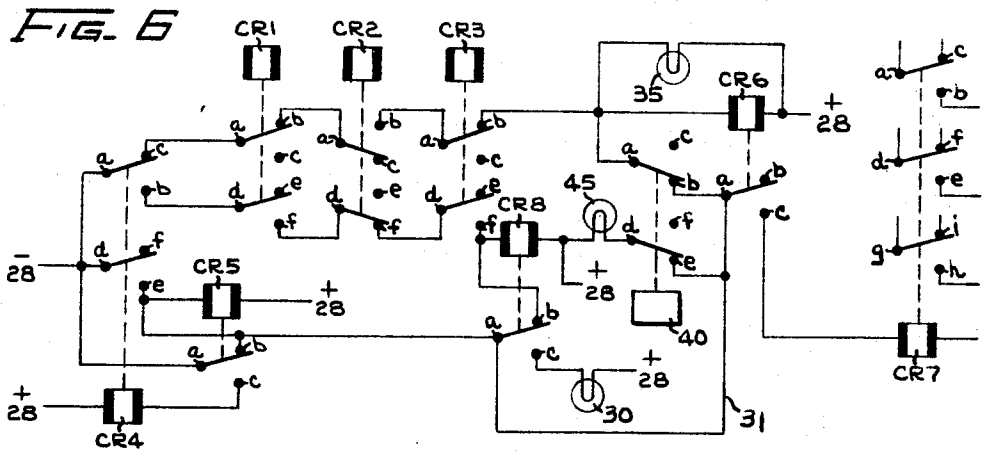 FIG. 6
CR1 CR2 CR3
35
CR6
+
28
a b c d e f
a b c d e f
a b c d e f
a c b d f e
- 28
CR5
+
28
a b c
+
28
CR4
CR8
45
+
28
a b c
30
+
28
a c b d f e
40
a b c
31
a c b
d f e
g i h
CR7